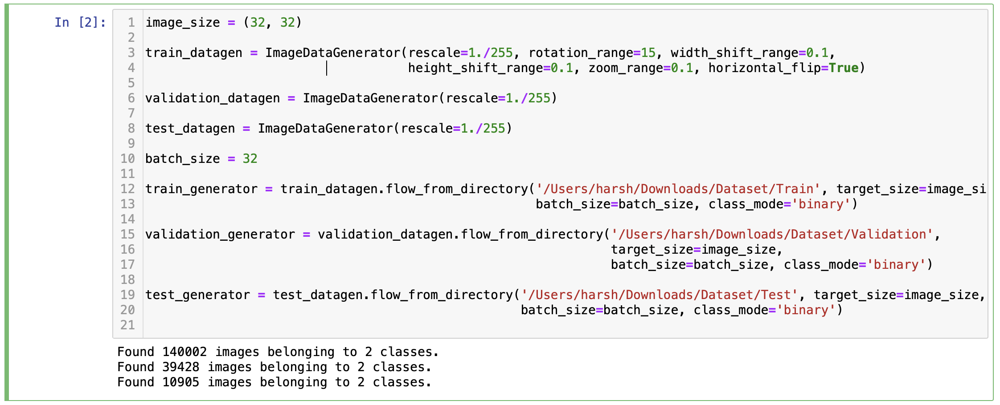 In [2]:
1 image_size = (32, 32)
2
3 train_datagen = ImageDataGenerator(rescale=1./255, rotation_range=15, width_shift_range=0.1,
4 height_shift_range=0.1, zoom_range=0.1, horizontal_flip=True)
5
6 validation_datagen = ImageDataGenerator(rescale=1./255)
7
8 test_datagen = ImageDataGenerator(rescale=1./255)
9
10 batch_size = 32
11
12 train_generator = train_datagen.flow_from_directory('/Users/harsh/Downloads/Dataset/Train', target_size=image_si
13 batch_size=batch_size, class_mode='binary')
14
15 validation_generator = validation_datagen.flow_from_directory('/Users/harsh/Downloads/Dataset/Validation',
16 target_size=image_size,
17 batch_size=batch_size, class_mode='binary')
18
19 test_generator = test_datagen.flow_from_directory('/Users/harsh/Downloads/Dataset/Test', target_size=image_size,
20 batch_size=batch_size, class_mode='binary')
21
Found 140002 images belonging to 2 classes.
Found 39428 images belonging to 2 classes.
Found 10905 images belonging to 2 classes.